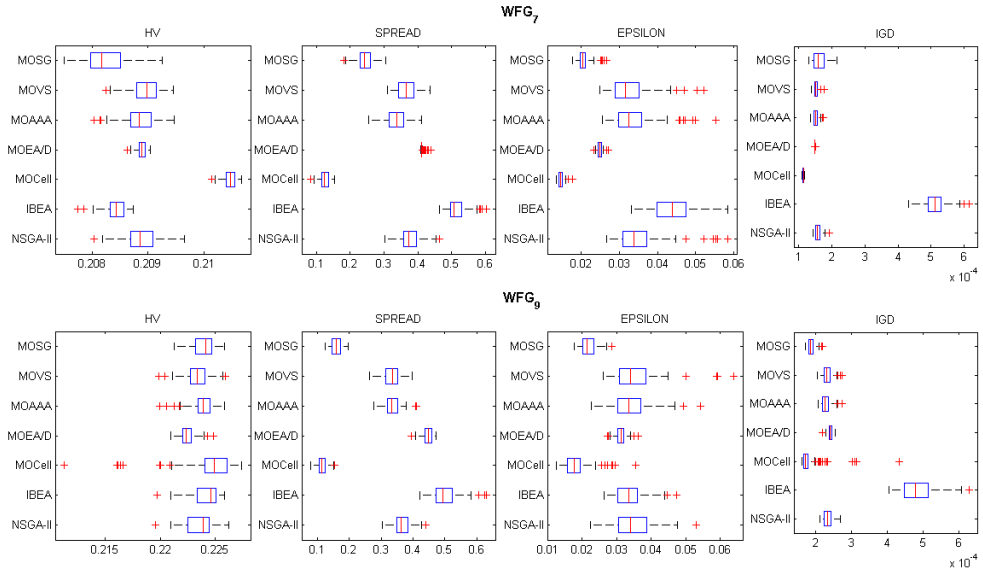 WFG7
HV SPREAD EPSILON IGD
MOSG MOSG MOSG MOSG
MOVS MOVS MOVS MOVS
MOAAA MOAAA MOAAA MOAAA
MOEA/D MOEA/D MOEA/D MOEA/D
MOCell MOCell MOCell MOCell
IBEA IBEA IBEA IBEA
NSGA-II NSGA-II NSGA-II NSGA-II
0.208 0.209 0.21 0.1 0.2 0.3 0.4 0.5 0.6 0.02 0.03 0.04 0.05 0.06 1 2 3 4 5 6
x 10-4
WFG9
HV SPREAD EPSILON IGD
MOSG MOSG MOSG MOSG
MOVS MOVS MOVS MOVS
MOAAA MOAAA MOAAA MOAAA
MOEA/D MOEA/D MOEA/D MOEA/D
MOCell MOCell MOCell MOCell
IBEA IBEA IBEA IBEA
NSGA-II NSGA-II NSGA-II NSGA-II
0.215 0.22 0.225 0.1 0.2 0.3 0.4 0.5 0.6 0.01 0.02 0.03 0.04 0.05 0.06 2 3 4 5 6
x 10-4